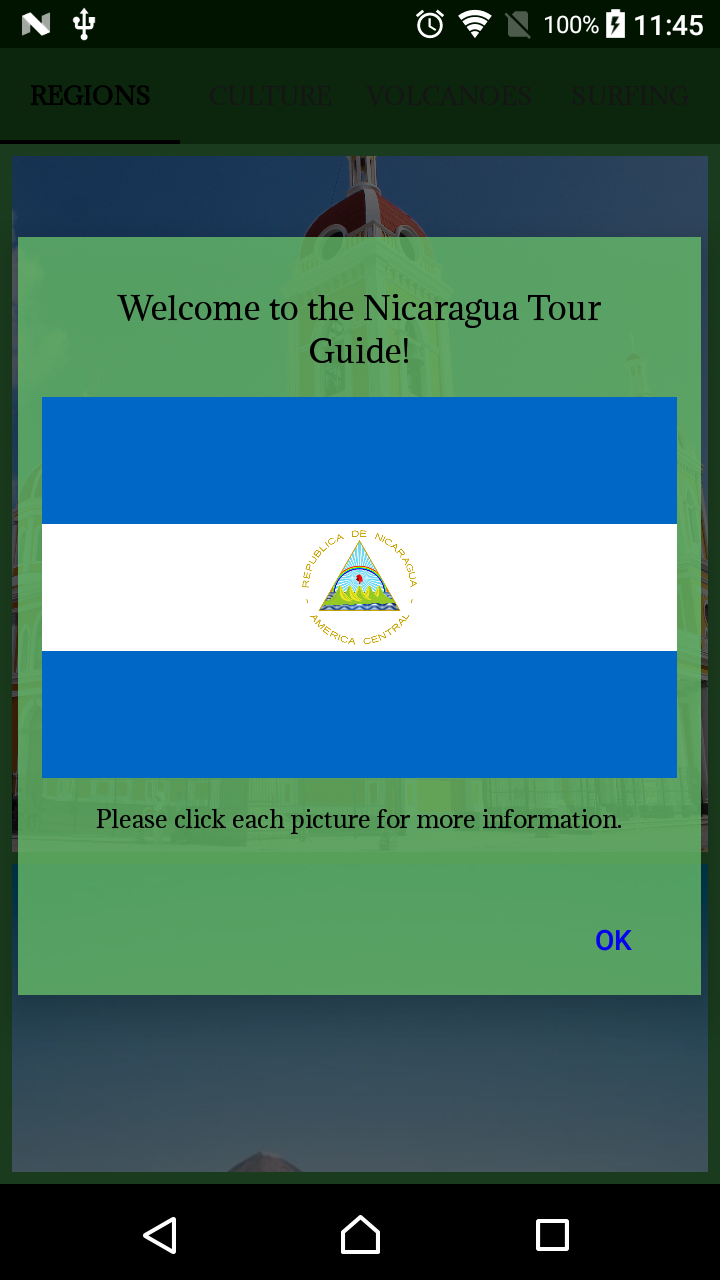 100% 11:45
REGIONS CULTURE VOLCANOES SURFING
Welcome to the Nicaragua Tour
Guide!
REPUBLICA DE NICARAGUA
AMERICA CENTRAL
Please click each picture for more information.
OK